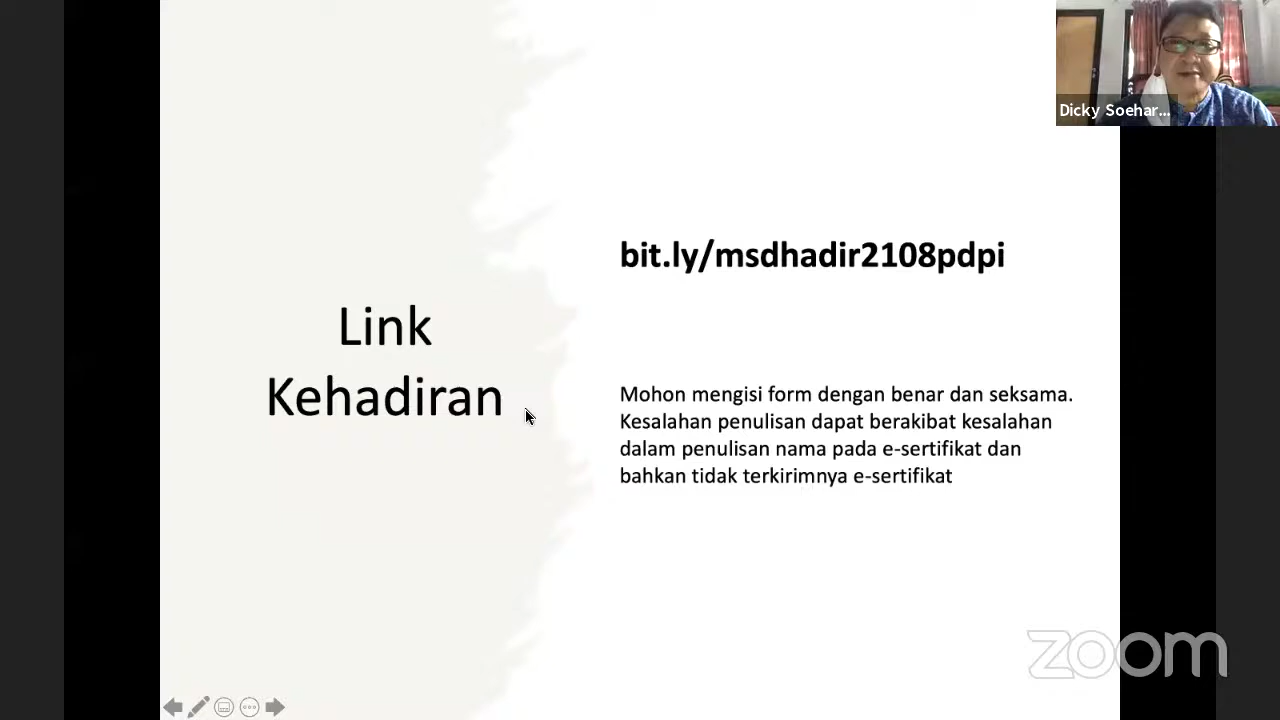 Dicky Soehar...
bit.ly/msdhadir2108pdpi
Link
Kehadiran
Mohon mengisi form dengan benar dan seksama.
Kesalahan penulisan dapat berakibat kesalahan
dalam penulisan nama pada e-sertifikat dan
bahkan tidak terkirimnya e-sertifikat
zoom